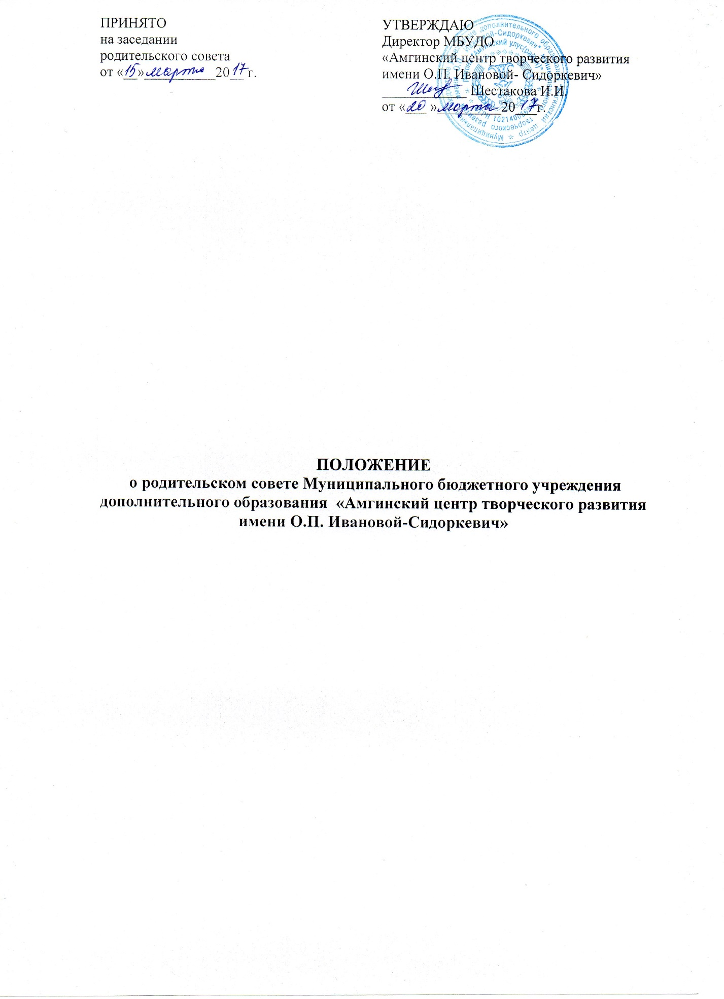 ПРИНЯТО
на заседании
родительского совета
от «15» марта 2017 г.
УТВЕРЖДАЮ
Директор МБУДО
«Амгинский центр творческого развития
имени О.П. Ивановой- Сидоркевич»
Шестакова И.И.
от «20 » марта 2017 г.
ПОЛОЖЕНИЕ
о родительском совете Муниципального бюджетного учреждения
дополнительного образования «Амгинский центр творческого развития
имени О.П. Ивановой-Сидоркевич»